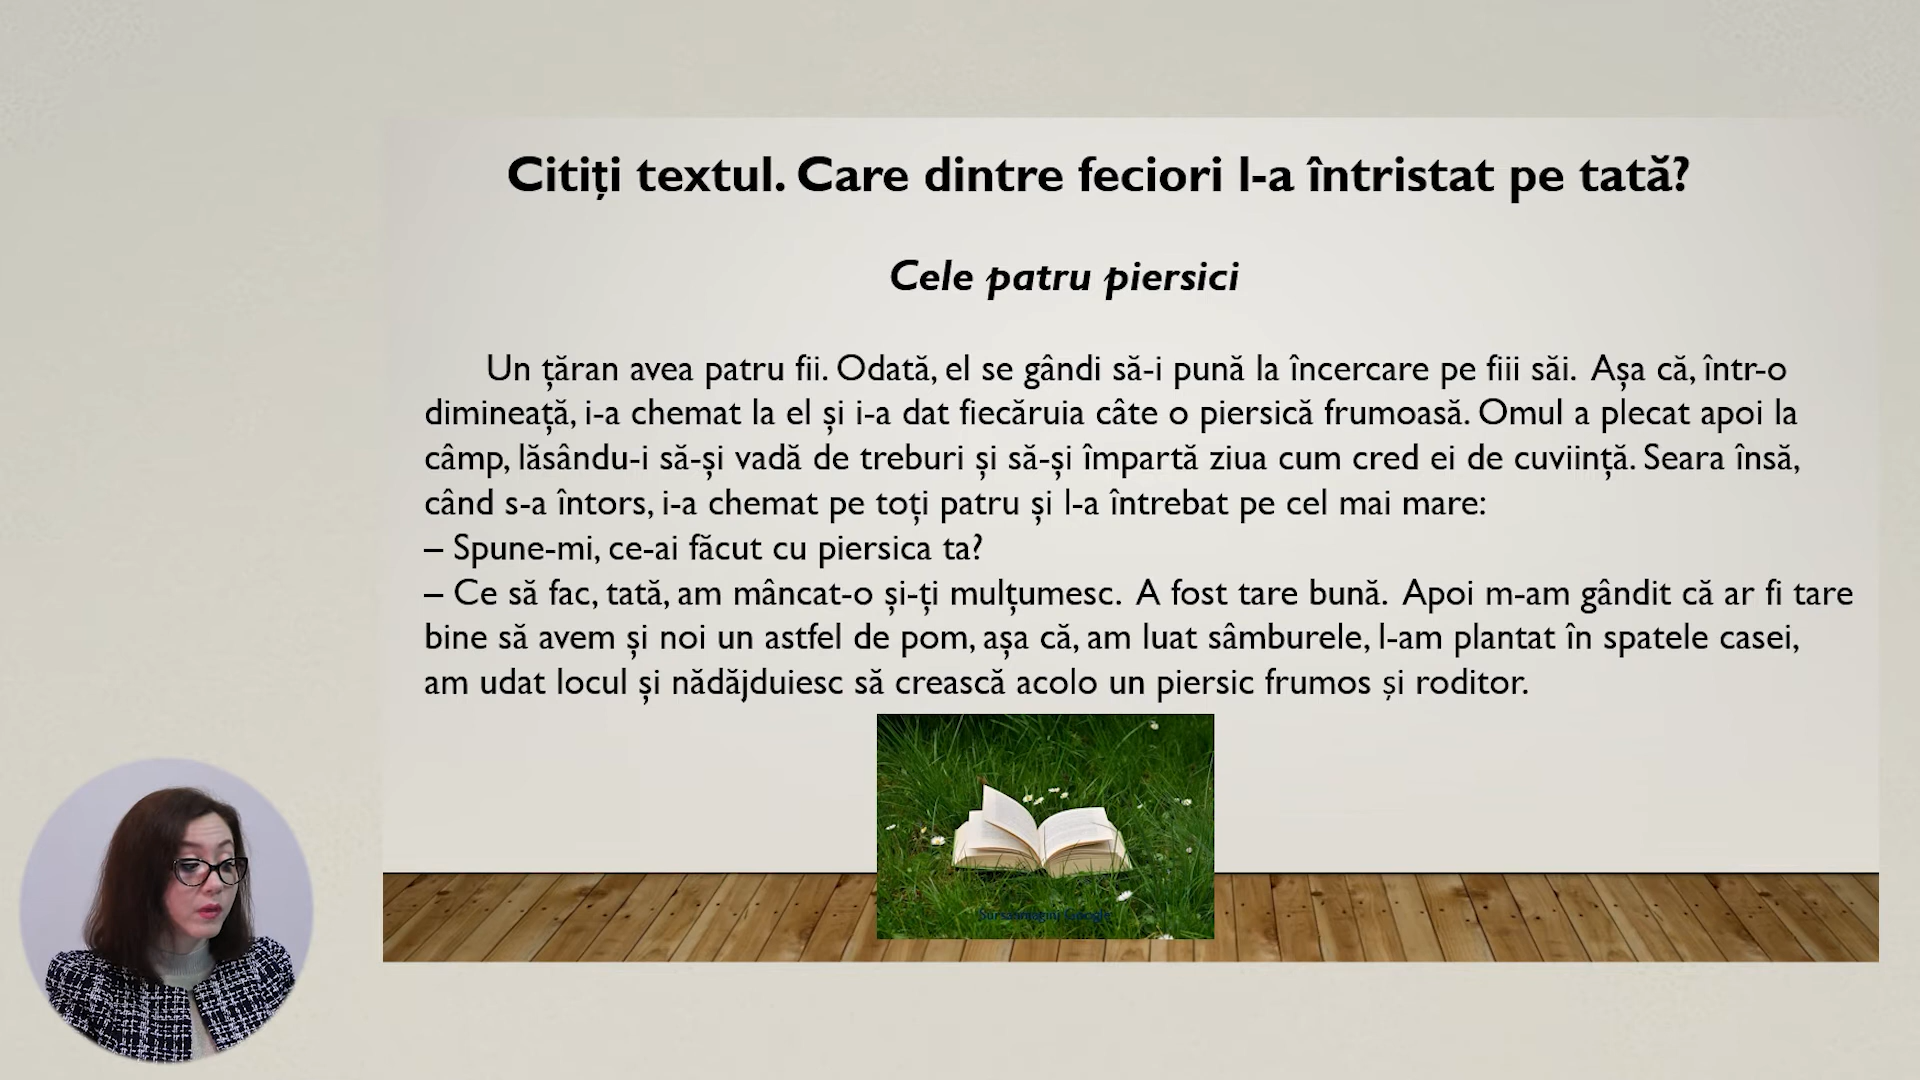 Citiți textul. Care dintre feciori l-a întristat pe tată?
Cele patru piersici
Un țăran avea patru fii. Odată, el se gândi să-i pună la încercare pe fiii săi. Așa că, într-o
dimineață, i-a chemat la el și i-a dat fiecăruia câte o piersică frumoasă. Omul a plecat apoi la
câmp, lăsându-i să-și vadă de treburi și să-și împartă ziua cum cred ei de cuviință. Seara însă,
când s-a întors, i-a chemat pe toți patru și l-a întrebat pe cel mai mare:
– Spune-mi, ce-ai făcut cu piersica ta?
– Ce să fac, tată, am mâncat-o și-ți mulțumesc. A fost tare bună. Apoi m-am gândit că ar fi tare
bine să avem și noi un astfel de pom, așa că, am luat sâmburele, l-am plantat în spatele casei,
am udat locul și nădăjduiesc să crească acolo un piersic frumos și roditor.
Google